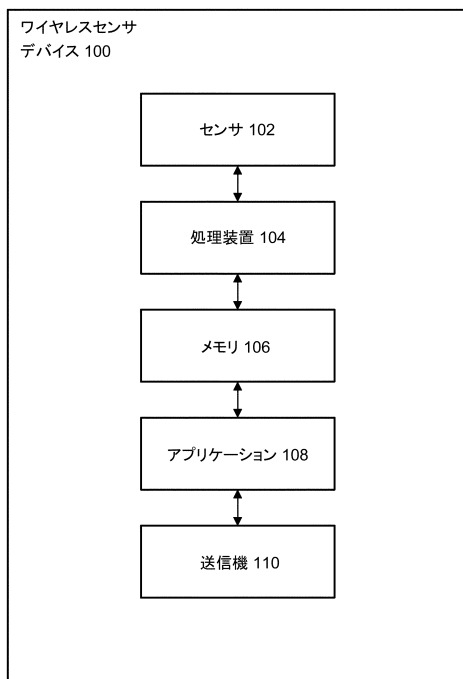 ワイヤレスセンサ
デバイス 100
センサ 102
処理装置 104
メモリ 106
アプリケーション 108
送信機 110